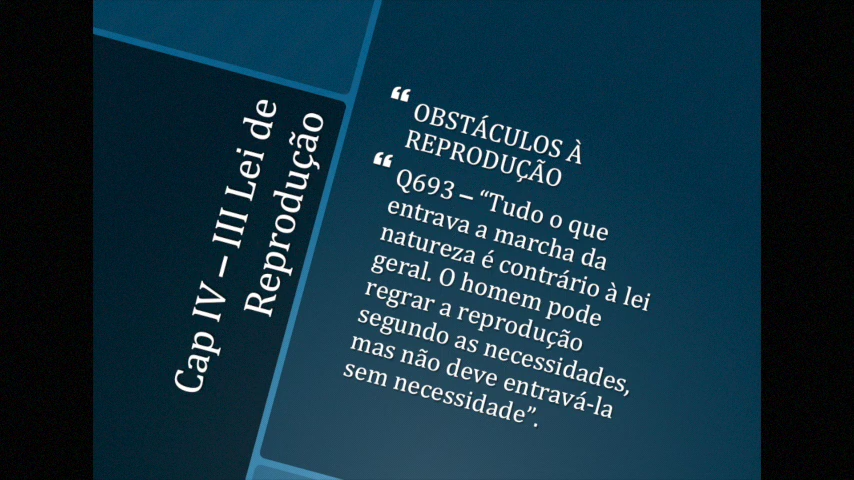 Cap IV – III Lei de
Reprodução
OBSTÁCULOS À
REPRODUÇÃO
Q693 – “Tudo o que
entrava a marcha da
natureza é contrário à lei
geral. O homem pode
regrar a reprodução
segundo as necessidades,
mas não deve entravá-la
sem necessidade”.